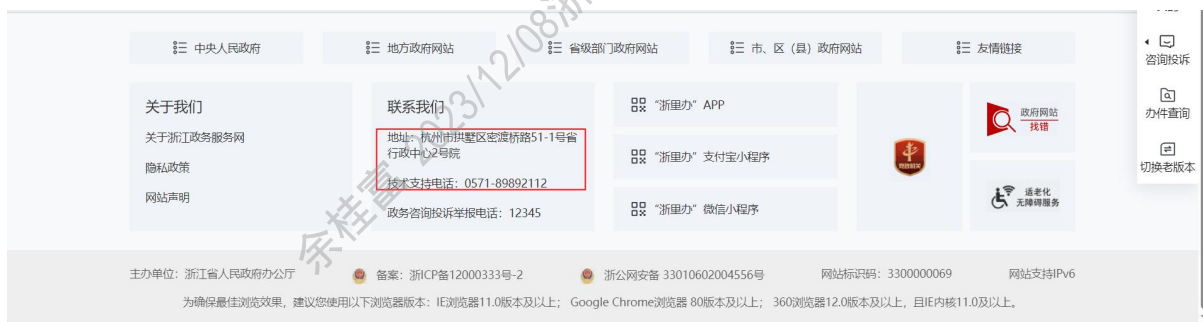 中央人民政府
地方政府网站
省级部门政府网站
市、区（县）政府网站
友情链接
咨询投诉
办件查询
切换老版本
关于我们
关于浙江政务服务网
隐私政策
网站声明
联系我们
地址：杭州市拱墅区密渡桥路51-1号省
行政中心2号院
技术支持电话：0571-89892112
政务咨询投诉举报电话：12345
“浙里办”APP
“浙里办”支付宝小程序
“浙里办”微信小程序
党政机关
政府网站
找错
适老化
无障碍服务
主办单位：浙江省人民政府办公厅
备案：浙ICP备12000333号-2
浙公网安备 33010602004556号
网站标识码：3300000069
网站支持IPv6
为确保最佳浏览效果，建议您使用以下浏览器版本：IE浏览器11.0版本及以上； Google Chrome浏览器 80版本及以上； 360浏览器12.0版本及以上，且IE内核11.0及以上。
余桂富 2023/12/08浙